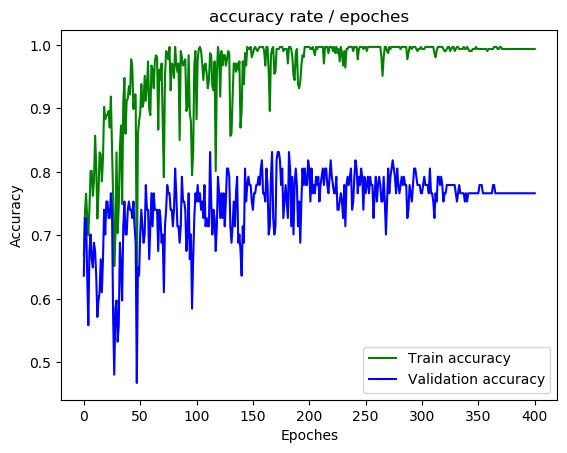 accuracy rate / epoches
1.0
0.9
0.8
0.7
0.6
0.5
Accuracy
0 50 100 150 200 250 300 350 400
Epoches
Train accuracy
Validation accuracy